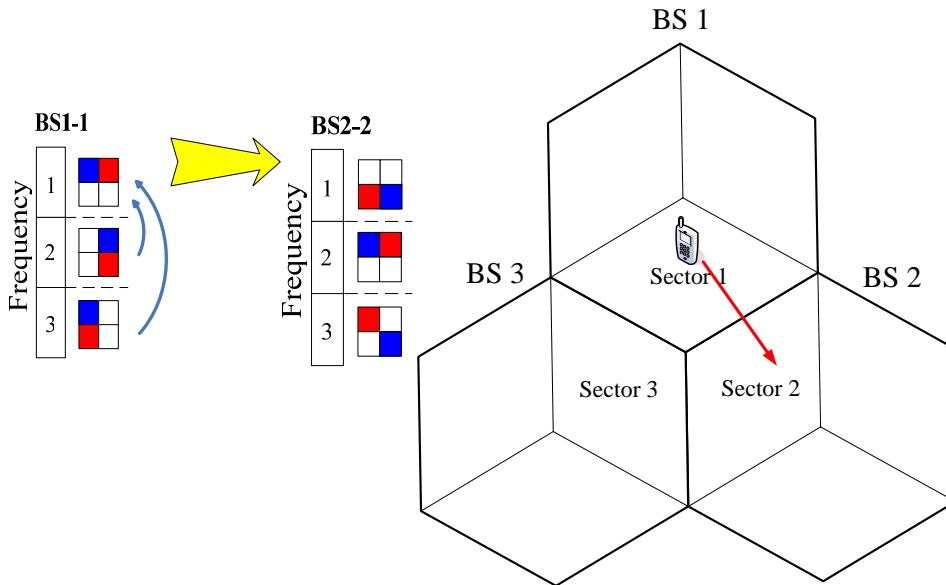 BS1-1
Frequency
1
2
3
BS2-2
Frequency
1
2
3
BS 1
BS 3
BS 2
Sector 1
Sector 3
Sector 2